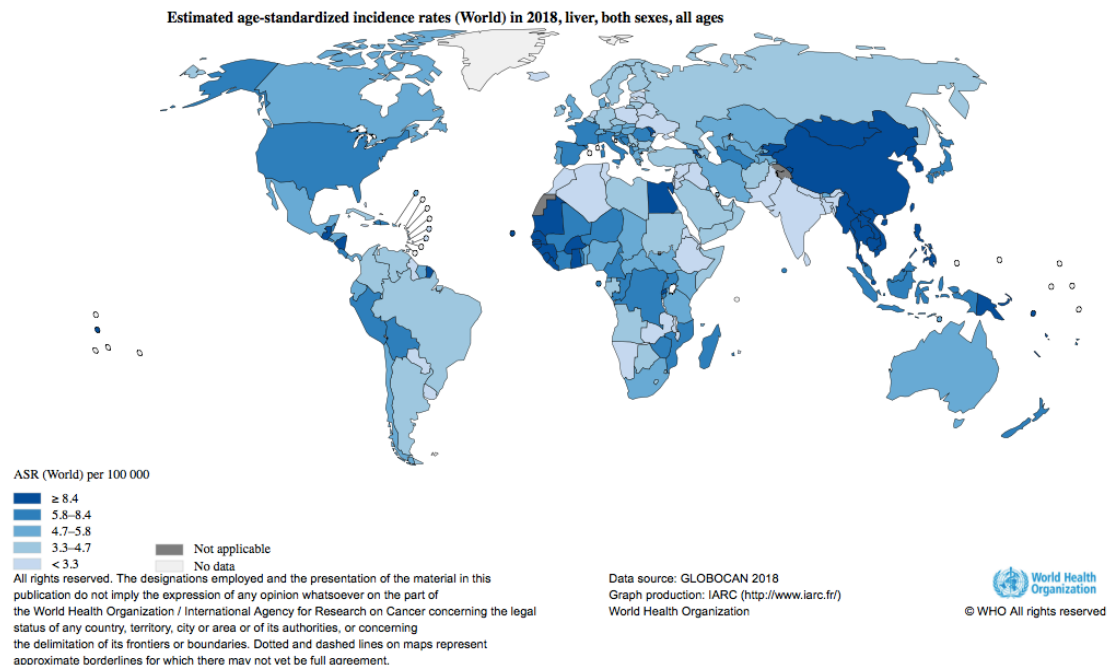 Estimated age-standardized incidence rates (World) in 2018, liver, both sexes, all ages
ASR (World) per 100 000
≥ 8.4
5.8–8.4
4.7–5.8
3.3–4.7
< 3.3
Not applicable
No data
All rights reserved. The designations employed and the presentation of the material in this
publication do not imply the expression of any opinion whatsoever on the part of
the World Health Organization / International Agency for Research on Cancer concerning the legal
status of any country, territory, city or area or of its authorities, or concerning
the delimitation of its frontiers or boundaries. Dotted and dashed lines on maps represent
approximate borderlines for which there may not yet be full agreement.
Data source: GLOBOCAN 2018
Graph production: IARC (http://www.iarc.fr/)
World Health Organization
World Health
Organization
© WHO All rights reserved